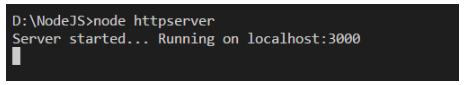 D:\NodeJS>node httpserver
Server started... Running on localhost:3000